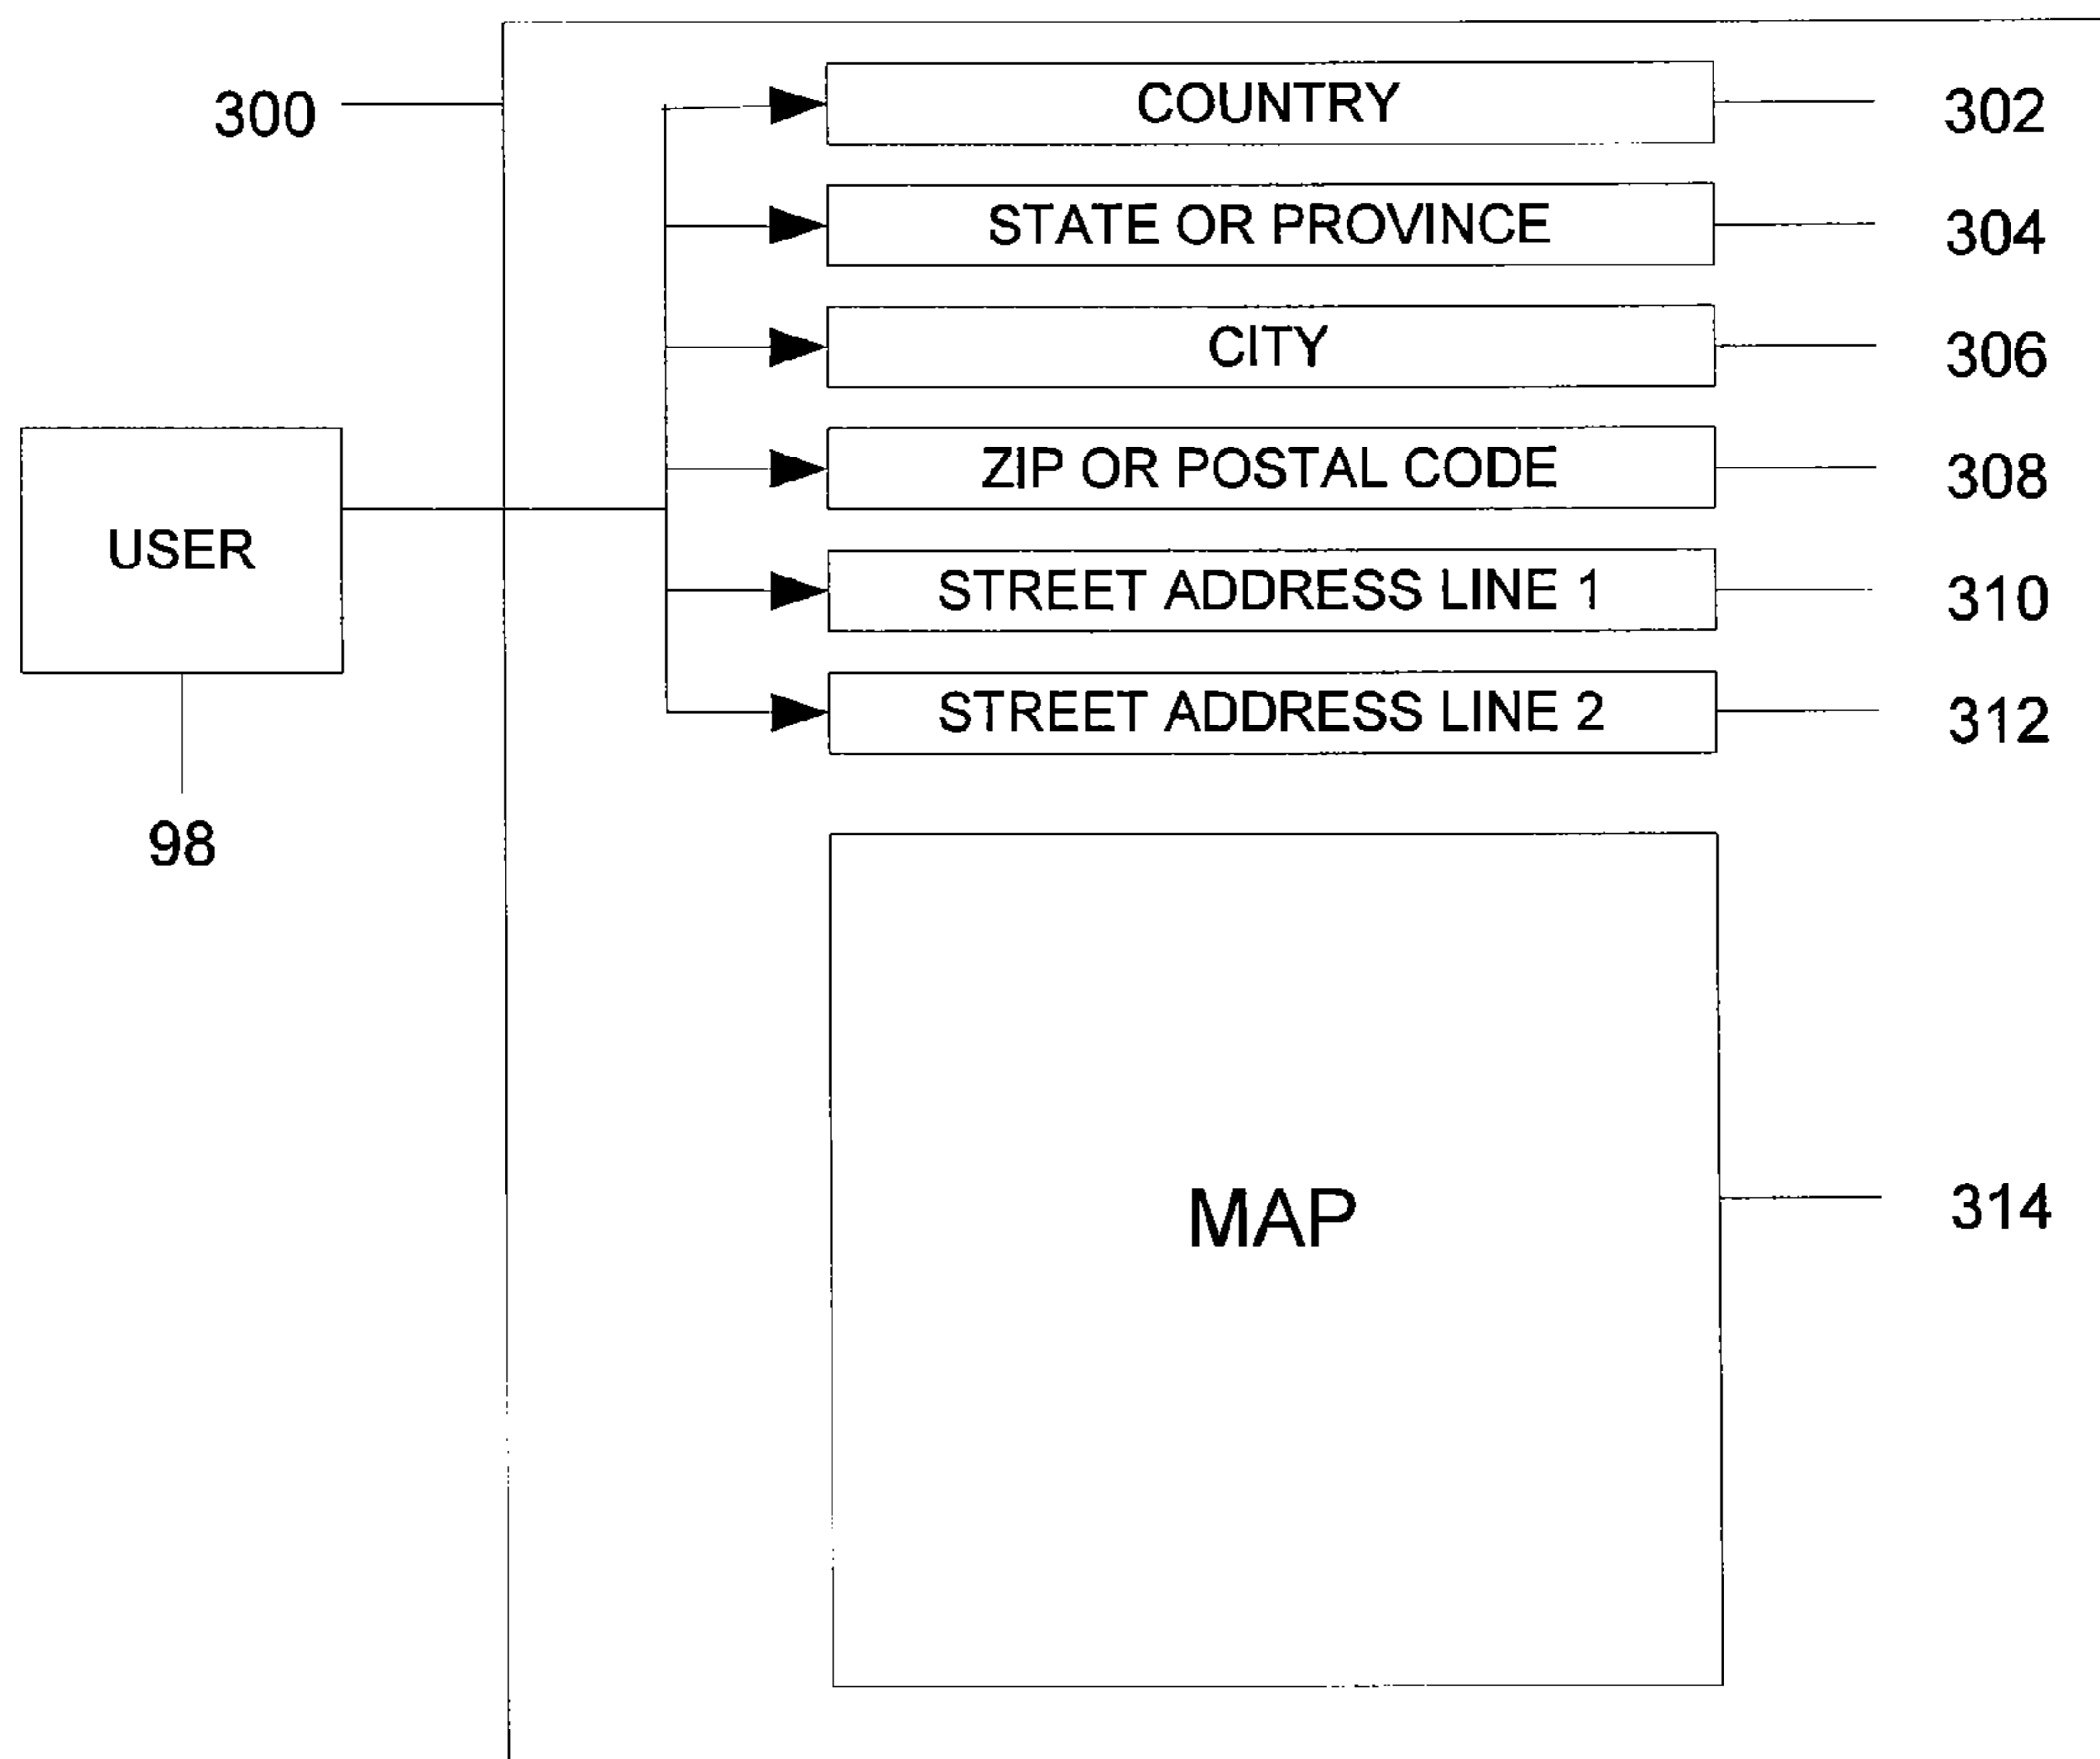 300
COUNTRY
302
STATE OR PROVINCE
304
CITY
306
ZIP OR POSTAL CODE
308
USER
STREET ADDRESS LINE 1
310
STREET ADDRESS LINE 2
312
98
MAP
314